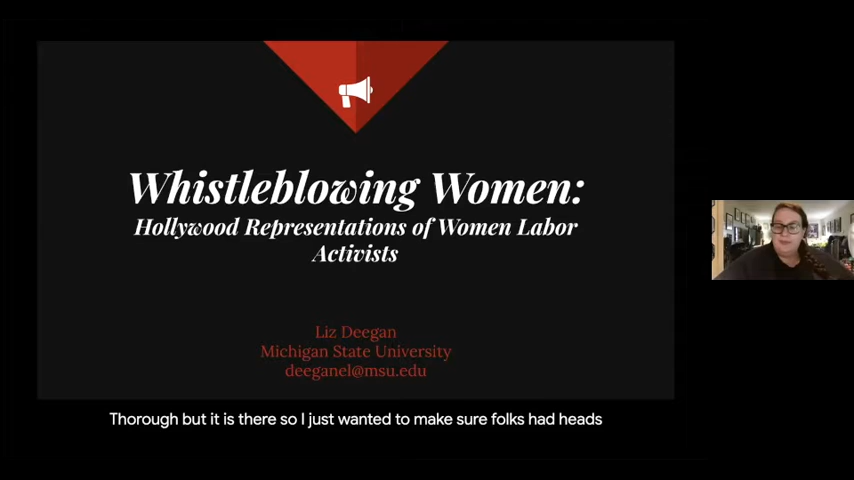 Whistleblowing Women:
Hollywood Representations of Women Labor
Activists
Liz Deegan
Michigan State University
deeganel@msu.edu
Thorough but it is there so I just wanted to make sure folks had heads